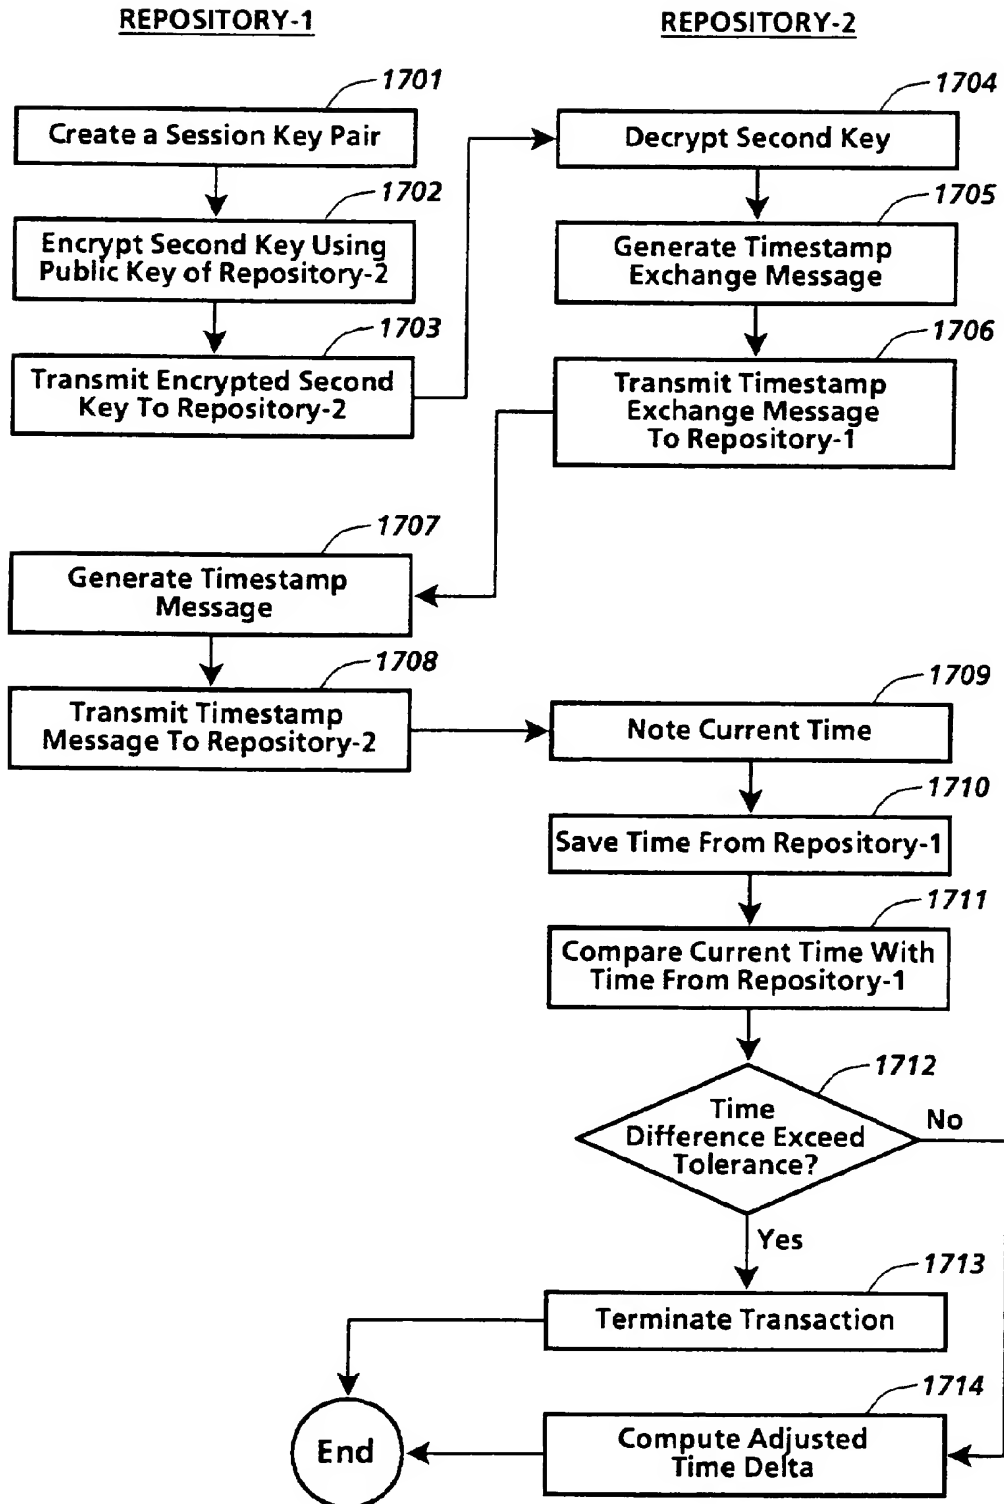 REPOSITORY-1
REPOSITORY-2
1701
Create a Session Key Pair
1702
Encrypt Second Key Using
Public Key of Repository-2
1703
Transmit Encrypted Second
Key To Repository-2
1704
Decrypt Second Key
1705
Generate Timestamp
Exchange Message
1706
Transmit Timestamp
Exchange Message
To Repository-1
1707
Generate Timestamp
Message
1708
Transmit Timestamp
Message To Repository-2
1709
Note Current Time
1710
Save Time From Repository-1
1711
Compare Current Time With
Time From Repository-1
1712
Time
Difference Exceed
Tolerance?
No
Yes
1713
Terminate Transaction
1714
Compute Adjusted
Time Delta
End